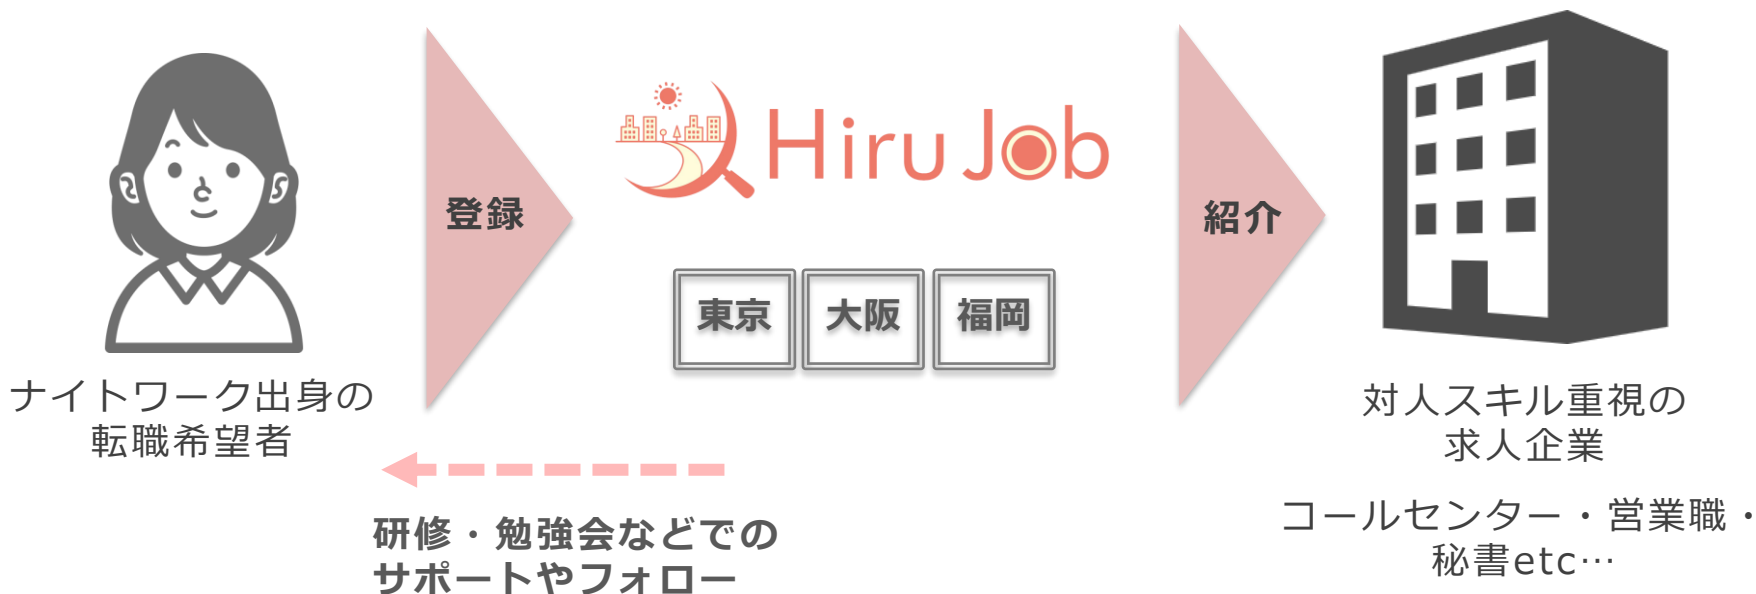 登録
HiruJob
紹介
東京
大阪
福岡
ナイトワーク出身の
転職希望者
研修・勉強会などでの
サポートやフォロー
対人スキル重視の
求人企業
コールセンター・営業職・
秘書etc…